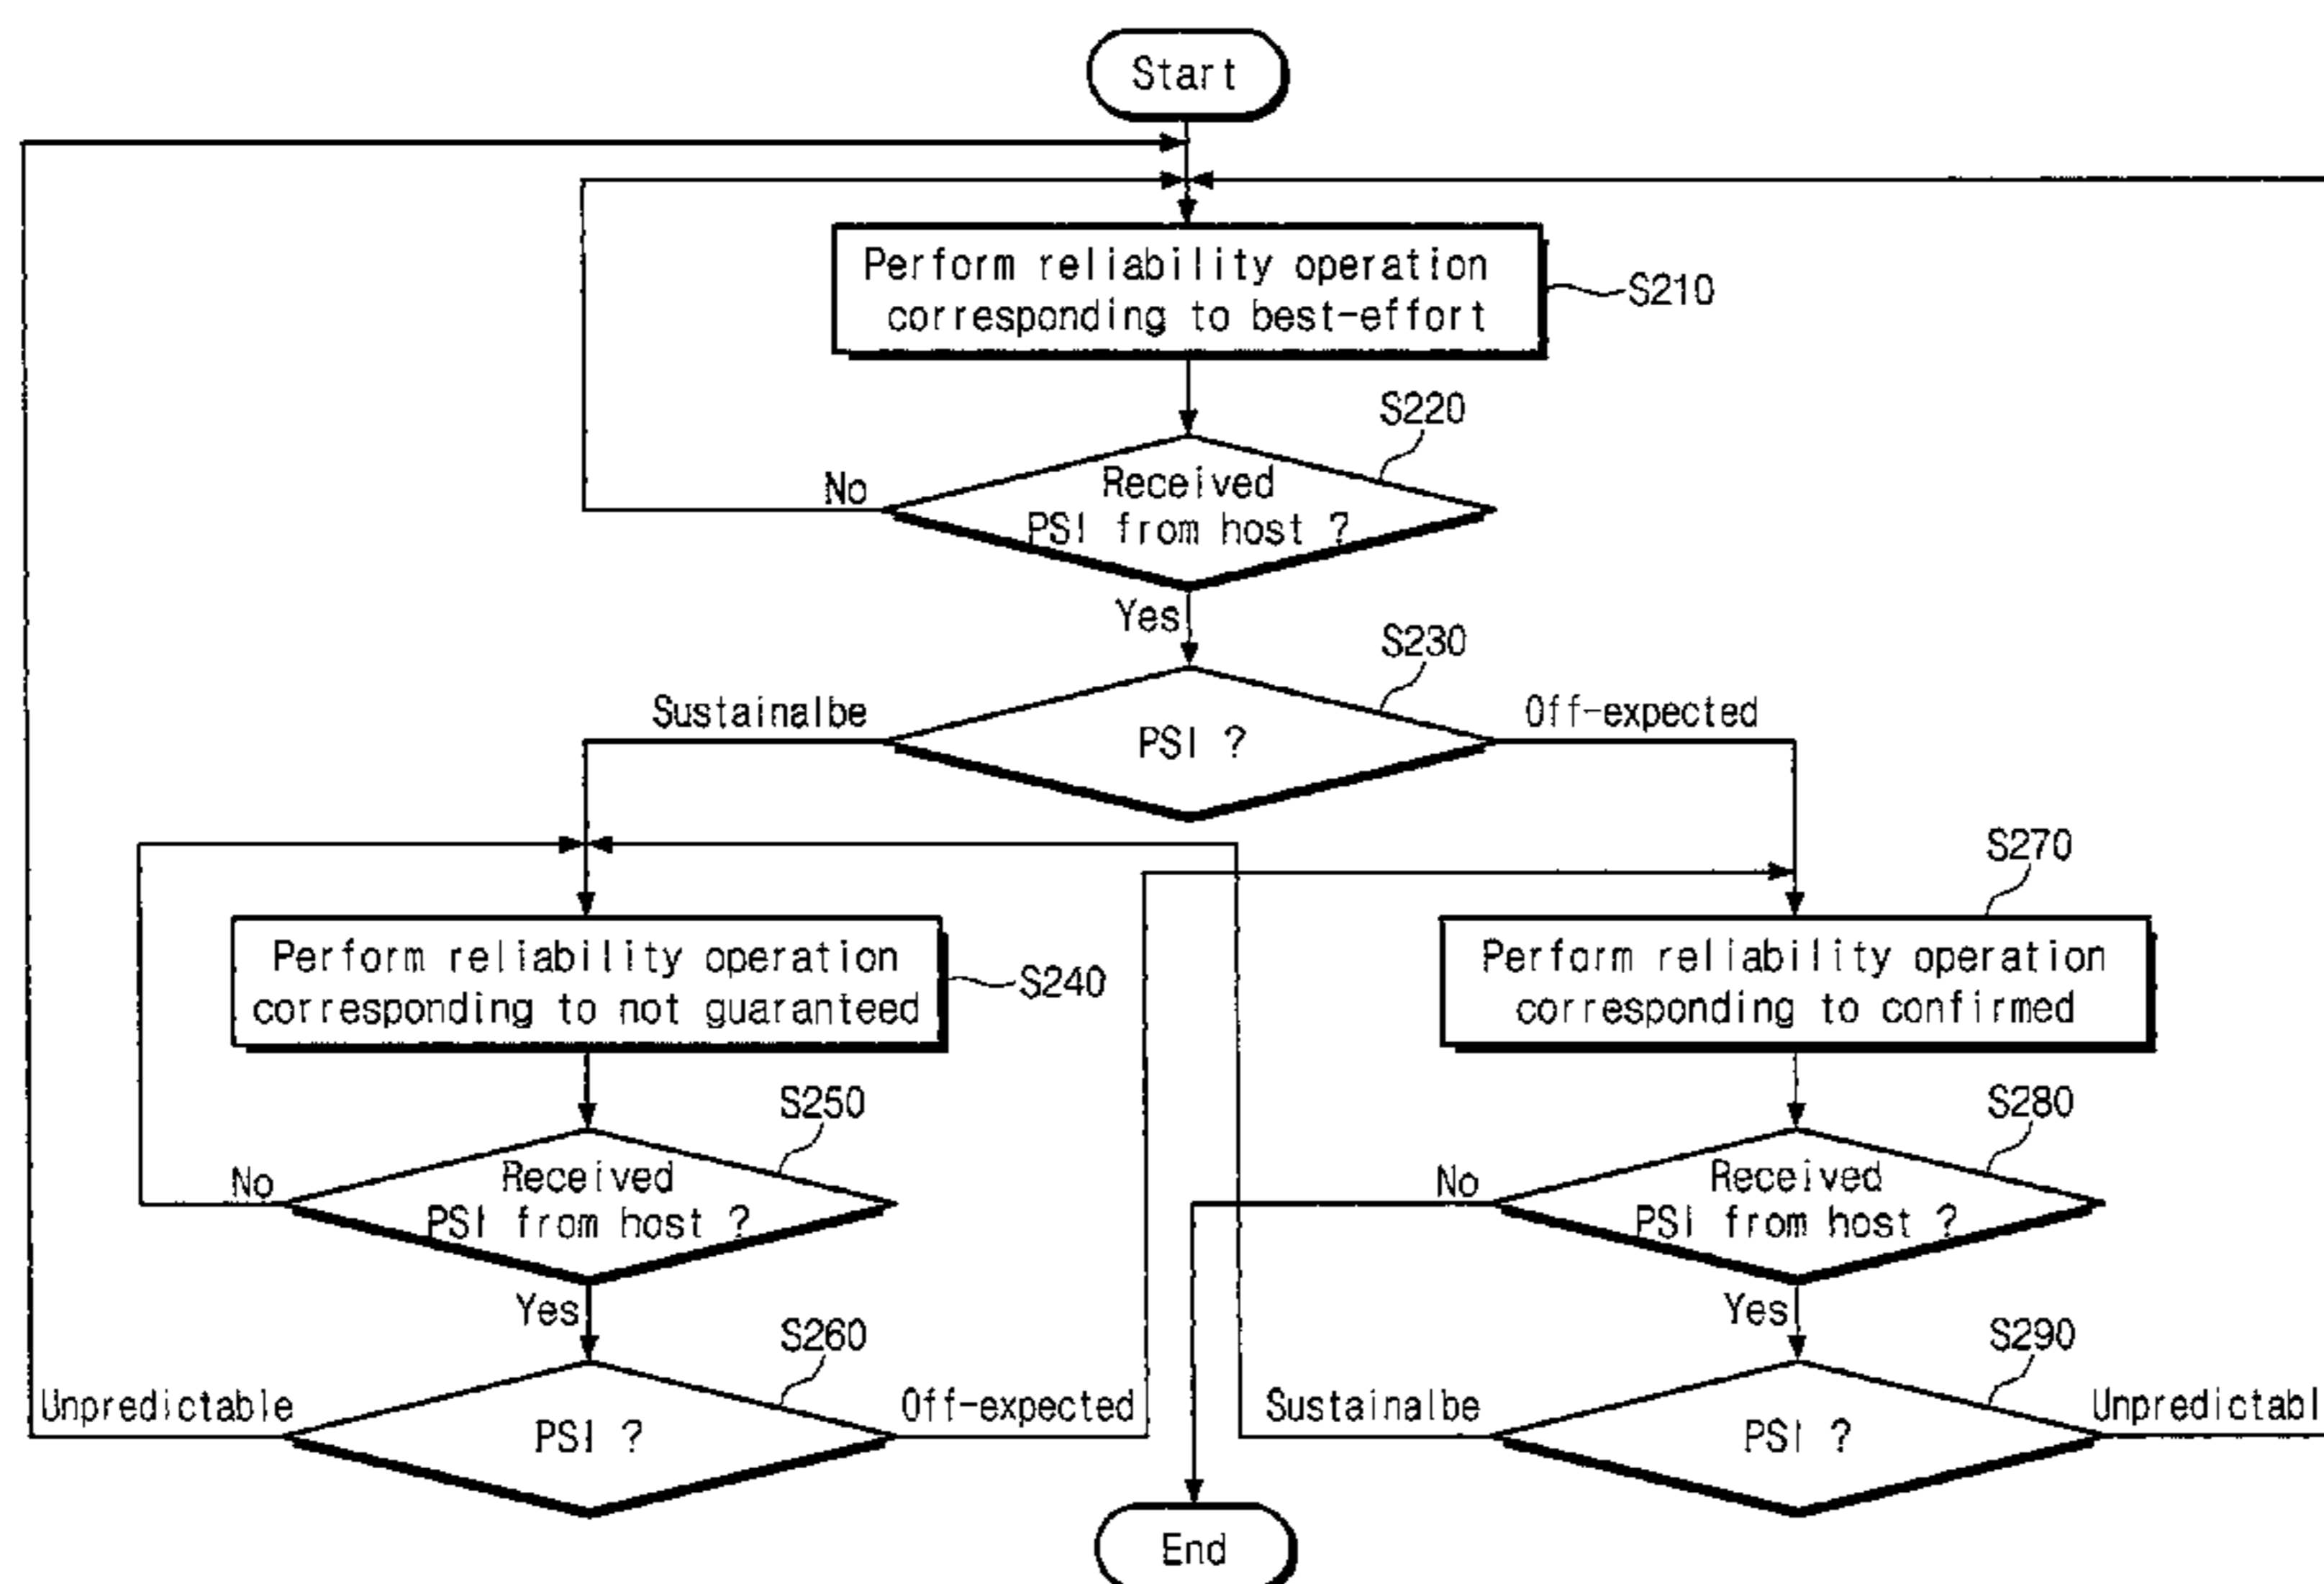 Start
Perform reliability operation
corresponding to best-effort
S210
S220
No
Received
PSI from host ?
Yes
S230
Sustainalbe
PSI ?
Off-expected
S270
Perform reliability operation
corresponding to not guaranteed
S240
Perform reliability operation
corresponding to confirmed
S250
S280
No
Received
PSI from host ?
No
Received
PSI from host ?
Yes
S260
Yes
S290
Unpredictable
PSI ?
Off-expected
Sustainalbe
PSI ?
Unpredictabl
End